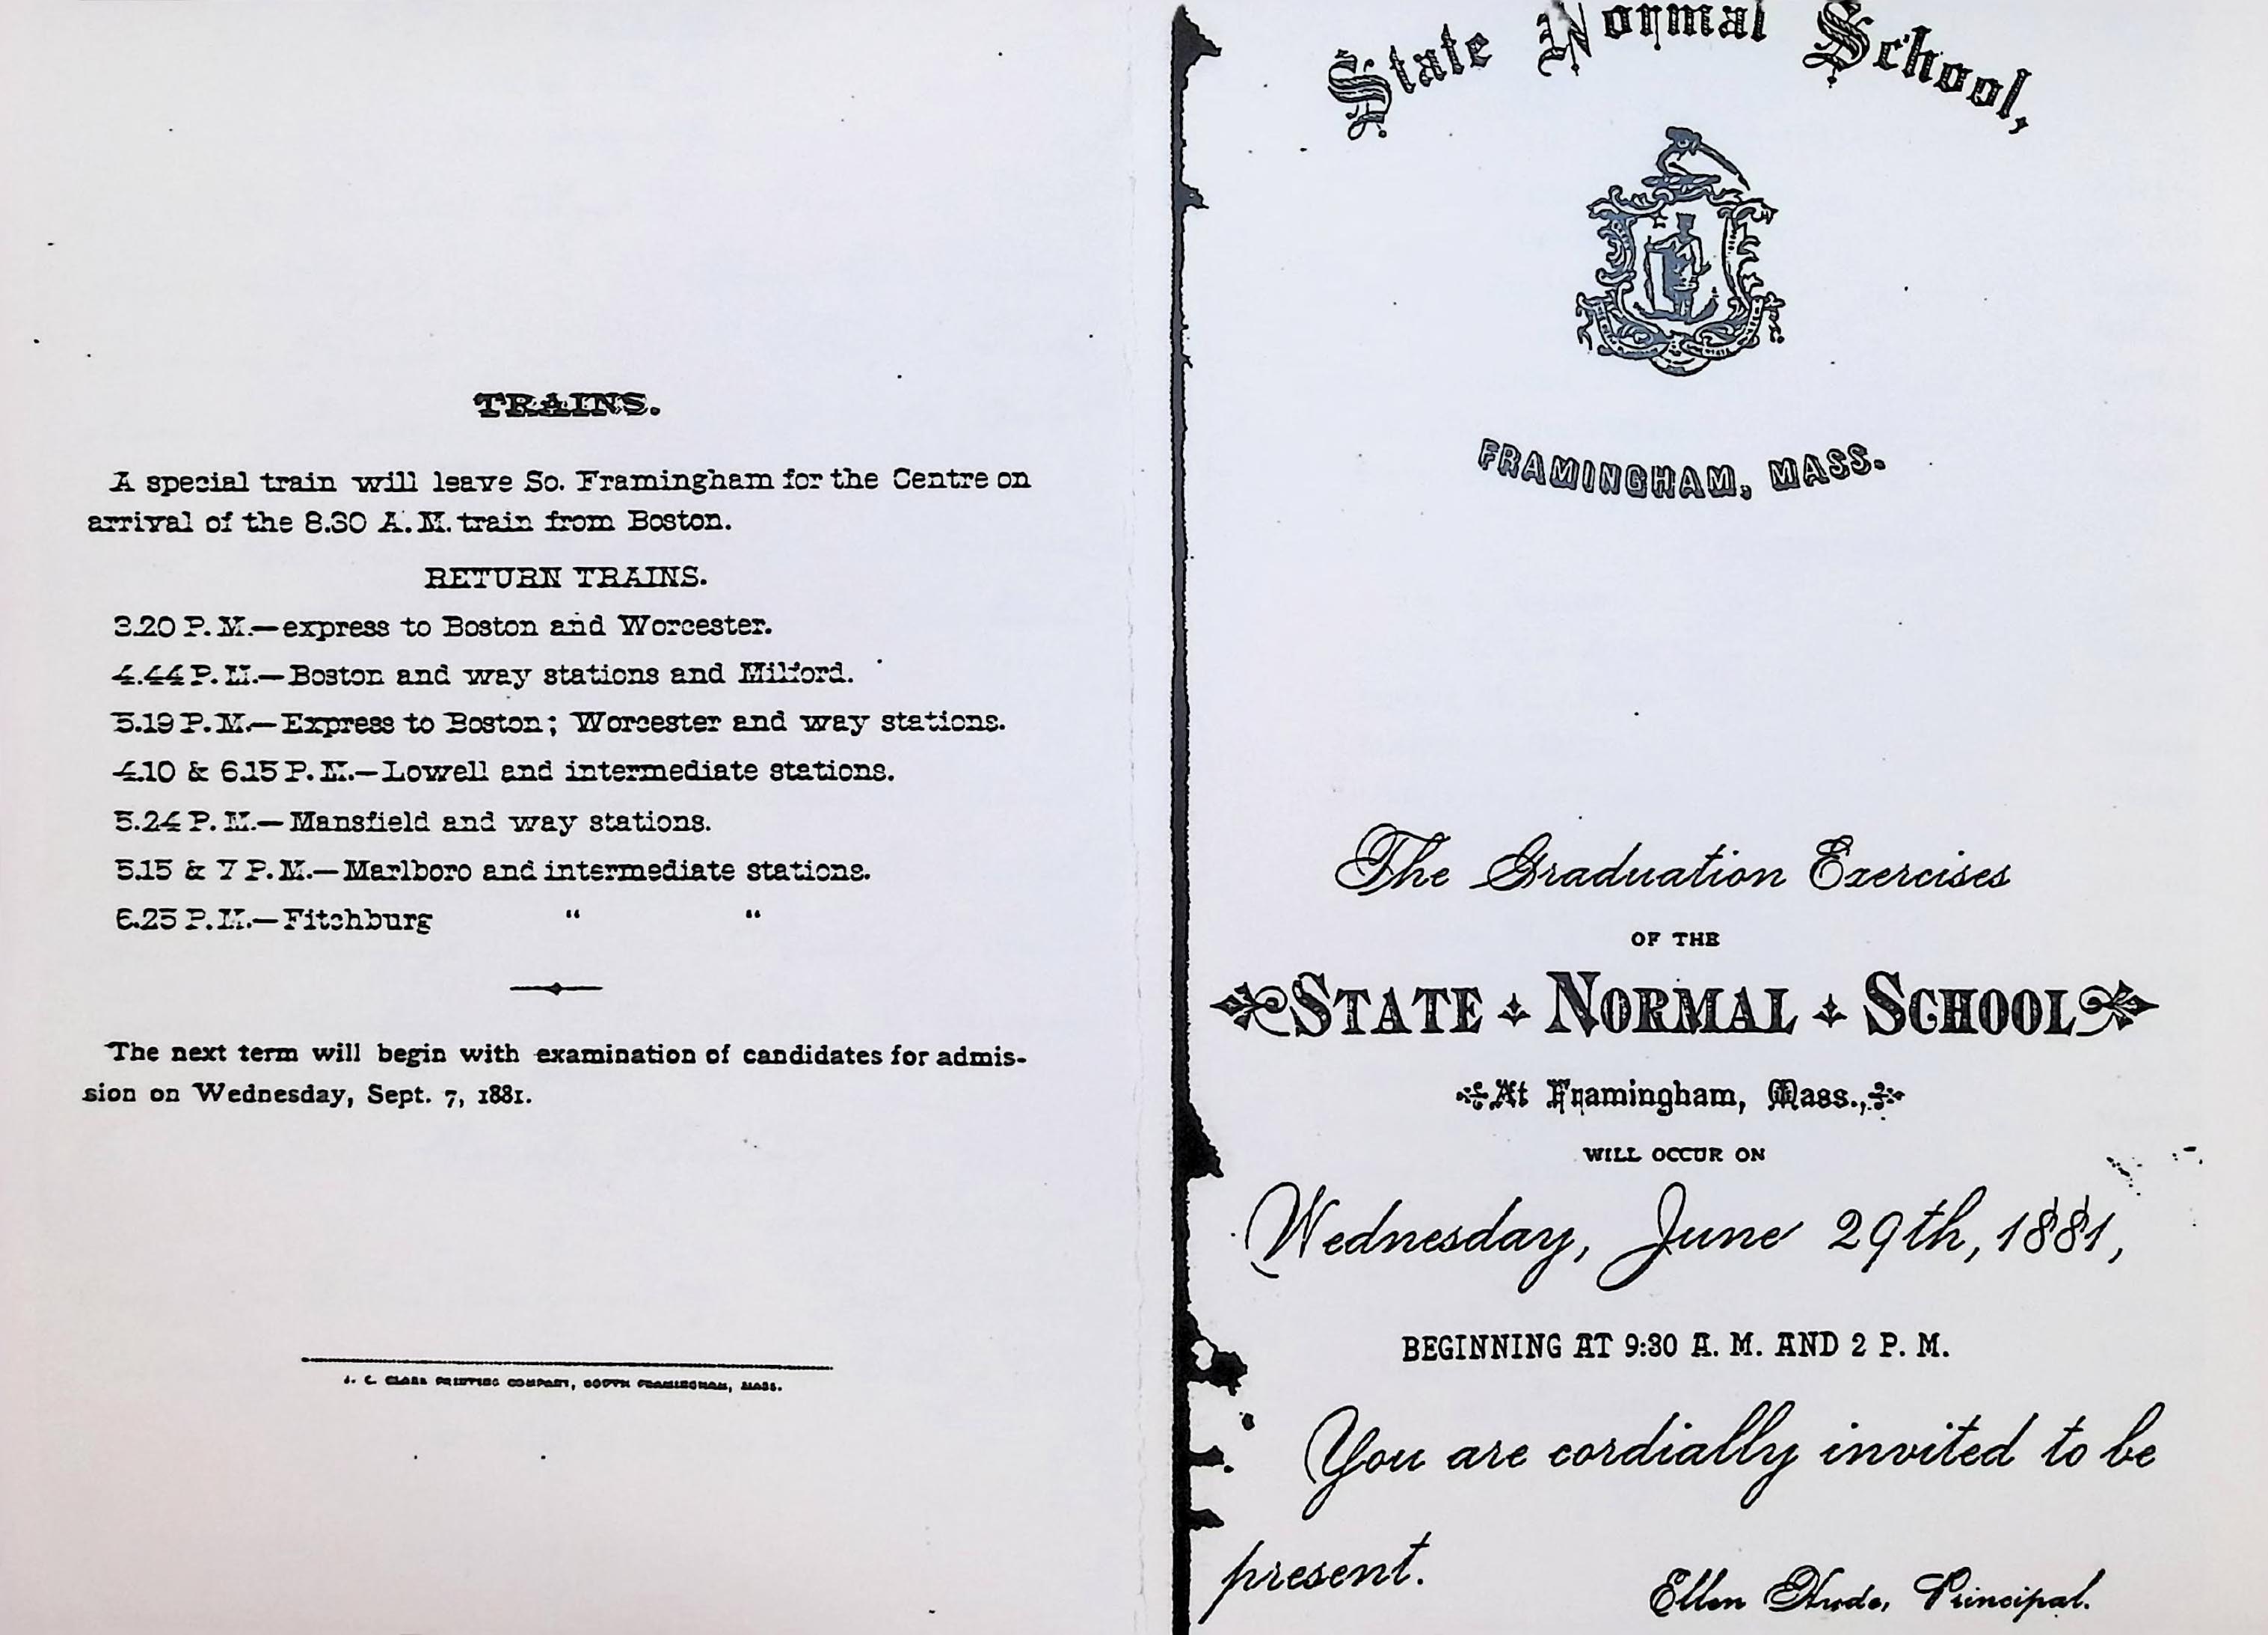 TRAINS.
A special train will leave So. Framingham for the Centre on
arrival of the 8.30 A.M. train from Boston.
RETURN TRAINS.
3.20 P.M.—express to Boston and Worcester.
4.44 P.M.—Boston and way stations and Milford.
5.19 P.M.—Express to Boston; Worcester and way stations.
4.10 & 6.15 P.M.—Lowell and intermediate stations.
5.24 P.M.—Mansfield and way stations.
5.15 & 7 P.M.—Marlboro and intermediate stations.
6.25 P.M.—Fitchburg " "
The next term will begin with examination of candidates for admis-
sion on Wednesday, Sept. 7, 1881.
J. C. CLARK PRINTING COMPANY, SOUTH FRAMINGHAM, MASS.
State Normal School,
FRAMINGHAM, MASS.
The Graduation Exercises
OF THE
STATE NORMAL SCHOOL
At Framingham, Mass.,
WILL OCCUR ON
Wednesday, June 29th, 1881,
BEGINNING AT 9:30 A. M. AND 2 P. M.
You are cordially invited to be
present.
Ellen Hyde, Principal.